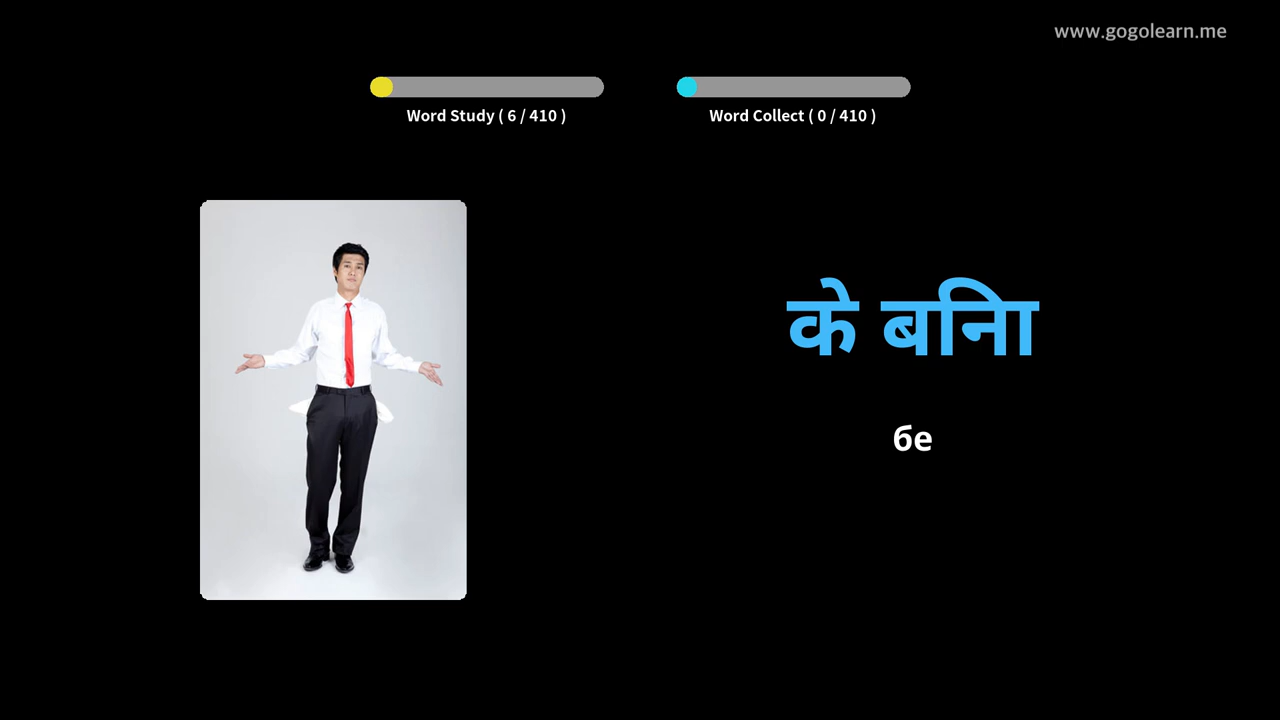 www.gogolearn.me
Word Study ( 6 / 410 )
Word Collect ( 0 / 410 )
के बिना
бе